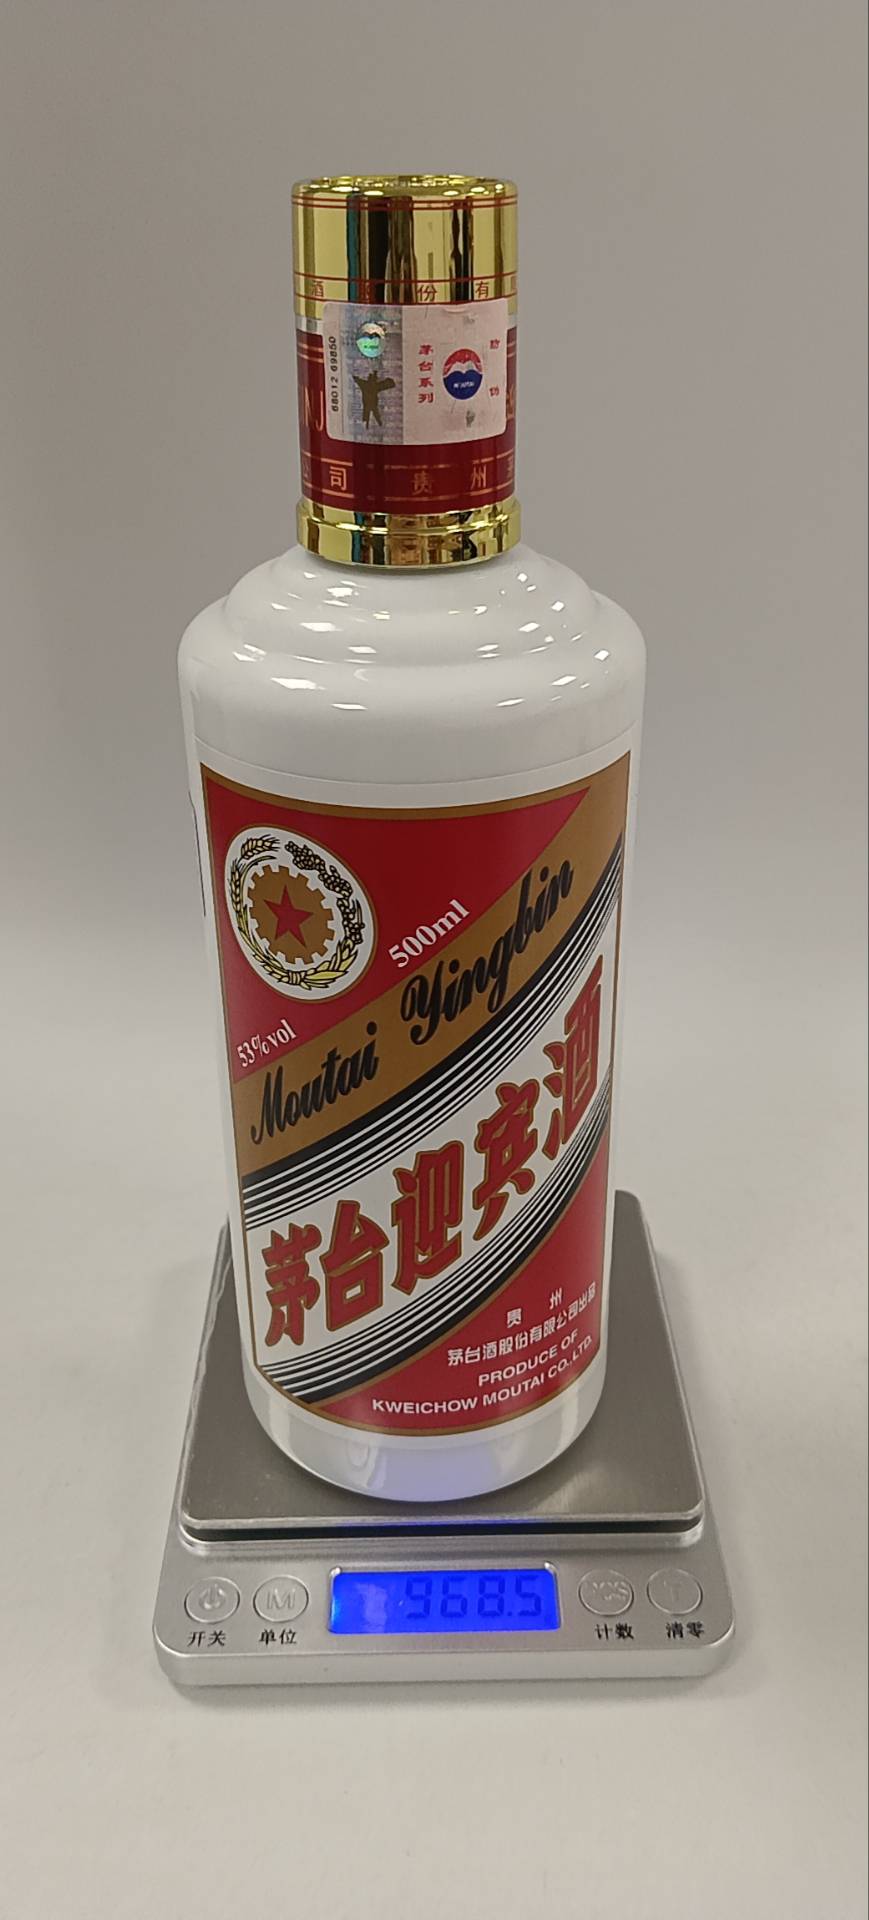 酒 份 有
68012 69850
茅台系列
防伪
MOUTAI
司 贵 州
500ml
53%vol
Moutai Yingbin
茅台迎宾酒
贵 州
茅台酒股份有限公司出品
PRODUCE OF
KWEICHOW MOUTAI CO.,LTD.
968.5
M
PCS
T
开关
单位
计数
清零